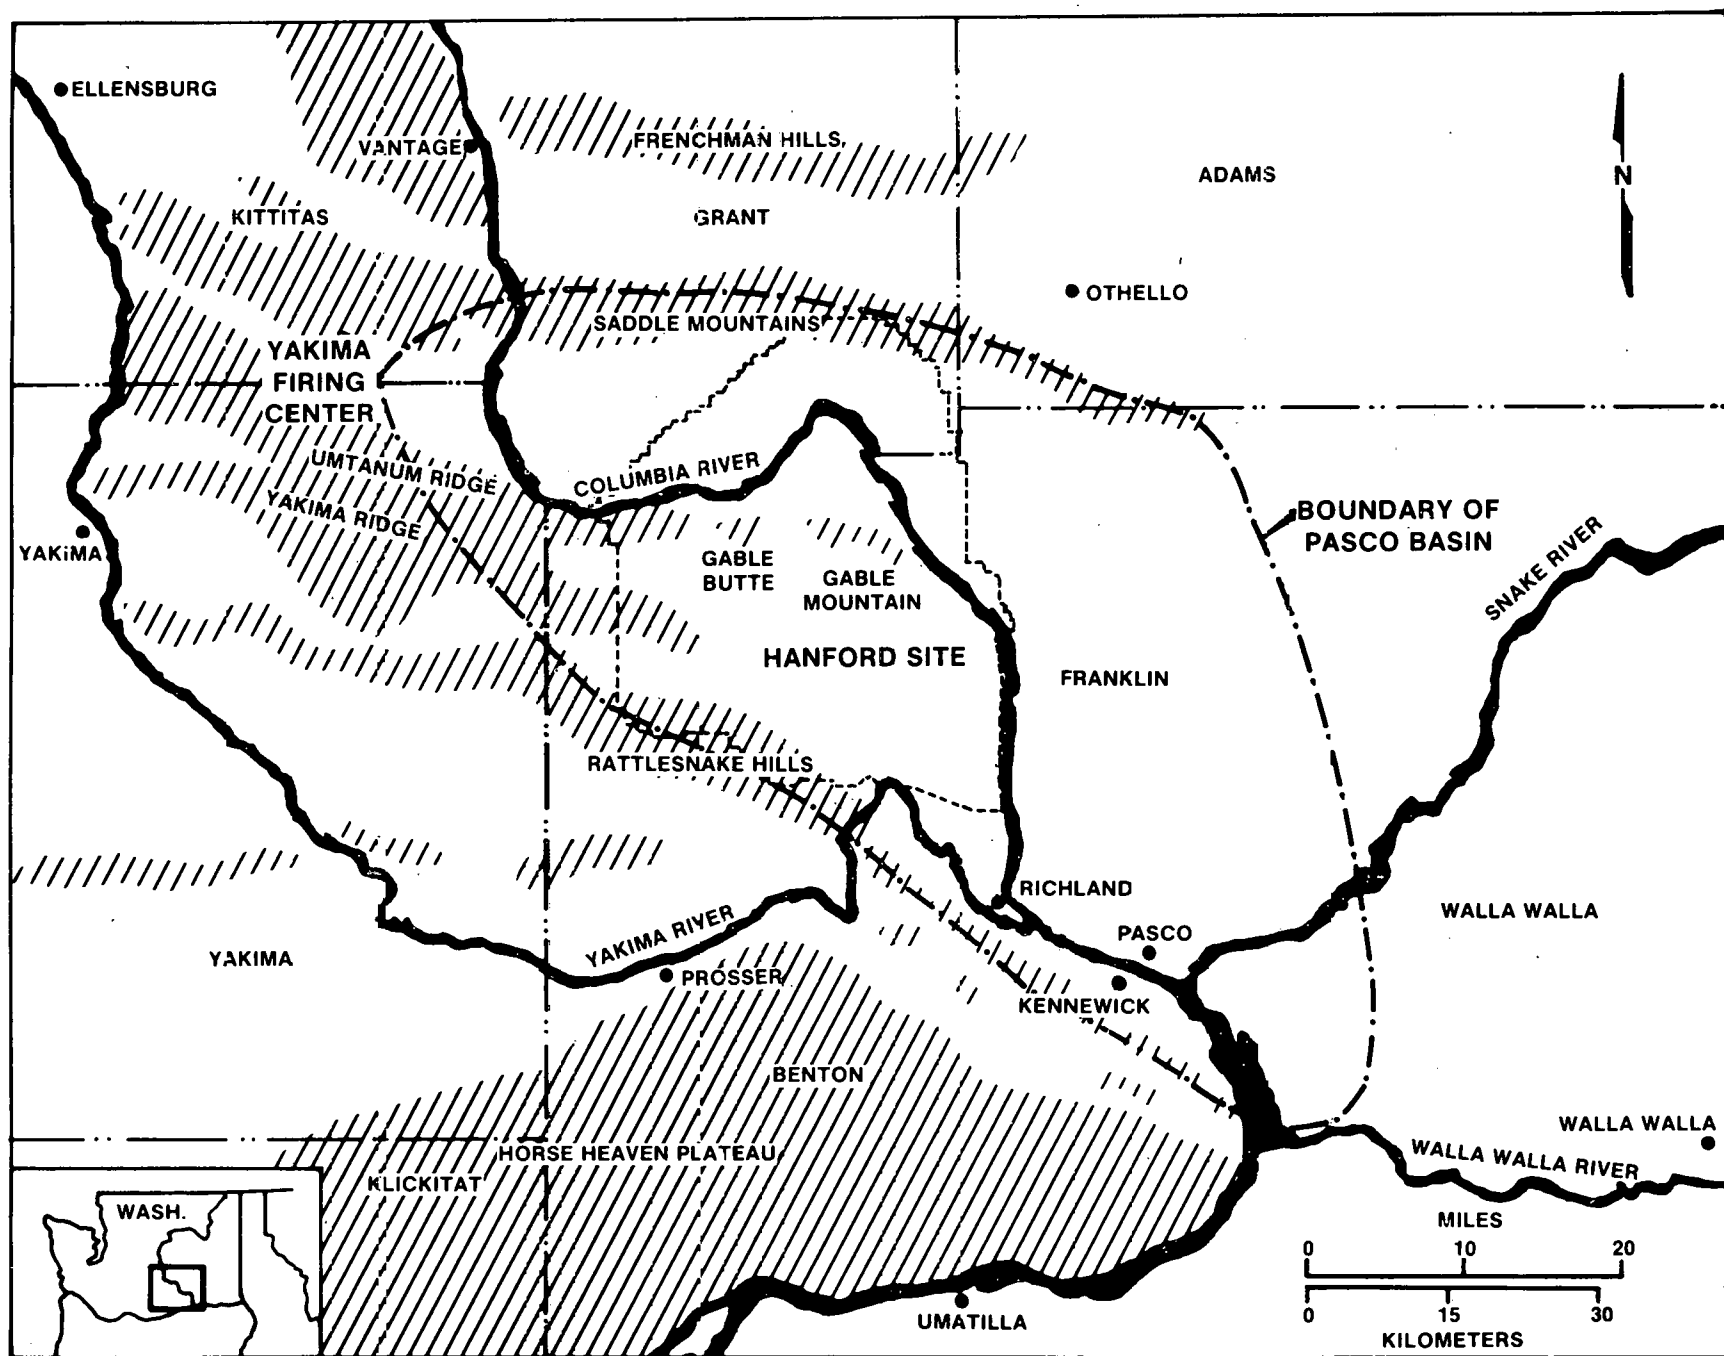 ELLENSBURG
VANTAGE
FRENCHMAN HILLS
ADAMS
N
KITTITAS
GRANT
OTHELLO
SADDLE MOUNTAINS
YAKIMA
FIRING
CENTER
UMTANUM RIDGE
COLUMBIA RIVER
YAKIMA RIDGE
BOUNDARY OF
PASCO BASIN
SNAKE RIVER
YAKiMA
GABLE
BUTTE
GABLE
MOUNTAIN
HANFORD SITE
FRANKLIN
RATTLESNAKE HILLS
RICHLAND
WALLA WALLA
PASCO
YAKIMA RIVER
YAKIMA
PROSSER
KENNEWICK
BENTON
WALLA WALLA
HORSE HEAVEN PLATEAU
WALLA WALLA RIVER
KLICKITAT
WASH.
MILES
0 10 20
0 15 30
UMATILLA
KILOMETERS